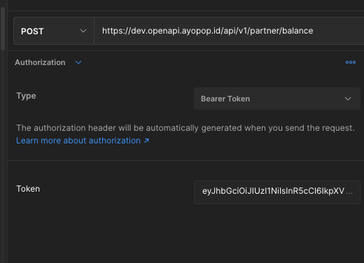 POST
https://dev.openapi.ayopop.id/api/v1/partner/balance
Authorization
Type
Bearer Token
The authorization header will be automatically generated when you send the request.
Learn more about authorization ↗
Token
eyJhbGciOiJIUzI1NiIsInR5cCI6IkpXV...